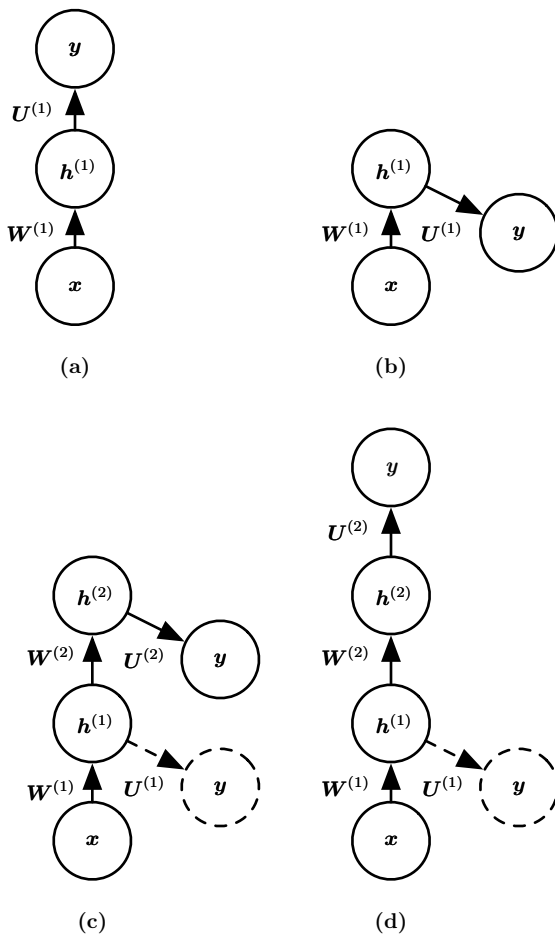 y
U^(1)
h^(1)
W^(1)
x
(a)
h^(1)
W^(1)
U^(1)
y
x
(b)
h^(2)
W^(2)
U^(2)
y
h^(1)
W^(1)
U^(1)
y
x
(c)
y
U^(2)
h^(2)
W^(2)
h^(1)
W^(1)
U^(1)
y
x
(d)